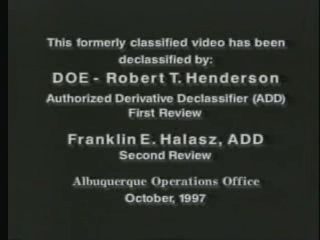 This formerly classified video has been
declassified by:
DOE - Robert T. Henderson
Authorized Derivative Declassifier (ADD)
First Review
Franklin E. Halasz, ADD
Second Review
Albuquerque Operations Office
October, 1997